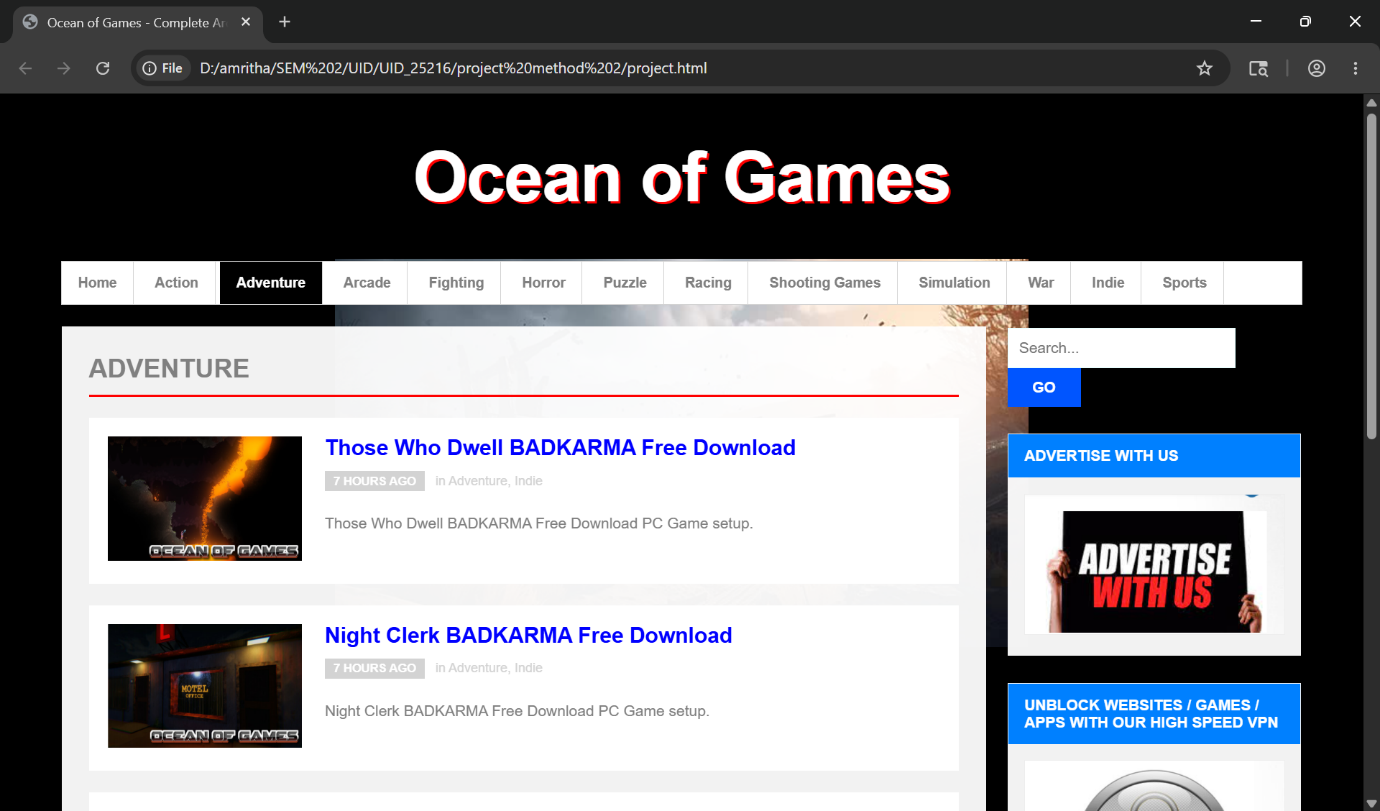 Ocean of Games - Complete An
File
D:/amritha/SEM%202/UID/UID_25216/project%20method%202/project.html
Ocean of Games
Home
Action
Adventure
Arcade
Fighting
Horror
Puzzle
Racing
Shooting Games
Simulation
War
Indie
Sports
ADVENTURE
Those Who Dwell BADKARMA Free Download
7 HOURS AGO in Adventure, Indie
Those Who Dwell BADKARMA Free Download PC Game setup.
OCEAN OF GAMES
Night Clerk BADKARMA Free Download
7 HOURS AGO in Adventure, Indie
MOTEL
OFFICE
Night Clerk BADKARMA Free Download PC Game setup.
OCEAN OF GAMES
Search...
GO
ADVERTISE WITH US
ADVERTISE
WITH US
UNBLOCK WEBSITES / GAMES /
APPS WITH OUR HIGH SPEED VPN